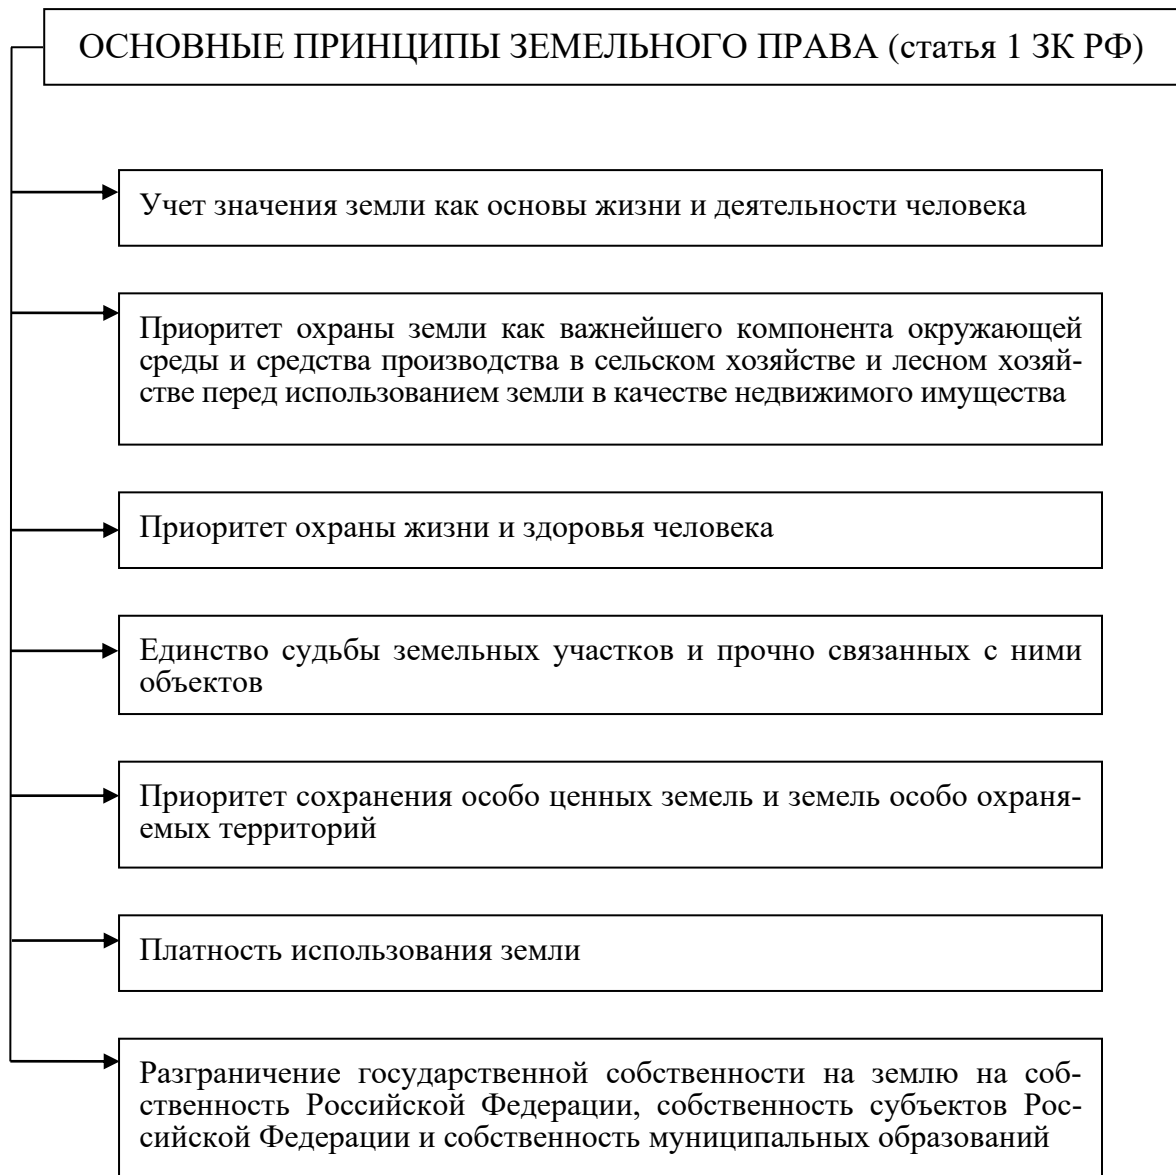 ОСНОВНЫЕ ПРИНЦИПЫ ЗЕМЕЛЬНОГО ПРАВА (статья 1 ЗК РФ)
Учет значения земли как основы жизни и деятельности человека
Приоритет охраны земли как важнейшего компонента окружающей
среды и средства производства в сельском хозяйстве и лесном хозяй-
стве перед использованием земли в качестве недвижимого имущества
Приоритет охраны жизни и здоровья человека
Единство судьбы земельных участков и прочно связанных с ними
объектов
Приоритет сохранения особо ценных земель и земель особо охраня-
емых территорий
Платность использования земли
Разграничение государственной собственности на землю на соб-
ственность Российской Федерации, собственность субъектов Рос-
сийской Федерации и собственность муниципальных образований